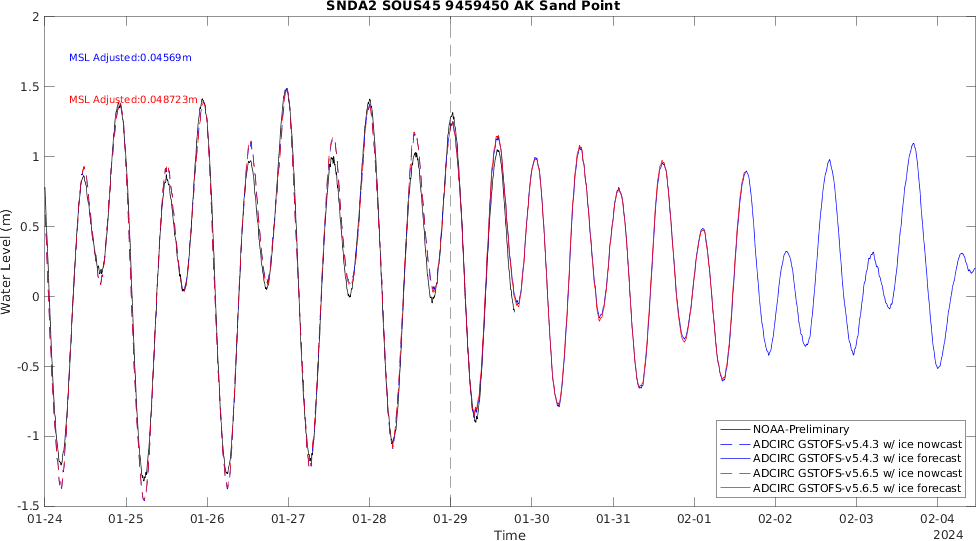 SNDA2 SOUS45 9459450 AK Sand Point
2
1.5
1
0.5
0
-0.5
-1
-1.5
Water Level (m)
MSL Adjusted:0.04569m
MSL Adjusted:0.048723m
NOAA-Preliminary
ADCIRC GSTOFS-v5.4.3 w/ ice nowcast
ADCIRC GSTOFS-v5.4.3 w/ ice forecast
ADCIRC GSTOFS-v5.6.5 w/ ice nowcast
ADCIRC GSTOFS-v5.6.5 w/ ice forecast
01-24 01-25 01-26 01-27 01-28 01-29 01-30 01-31 02-01 02-02 02-03 02-04
Time
2024